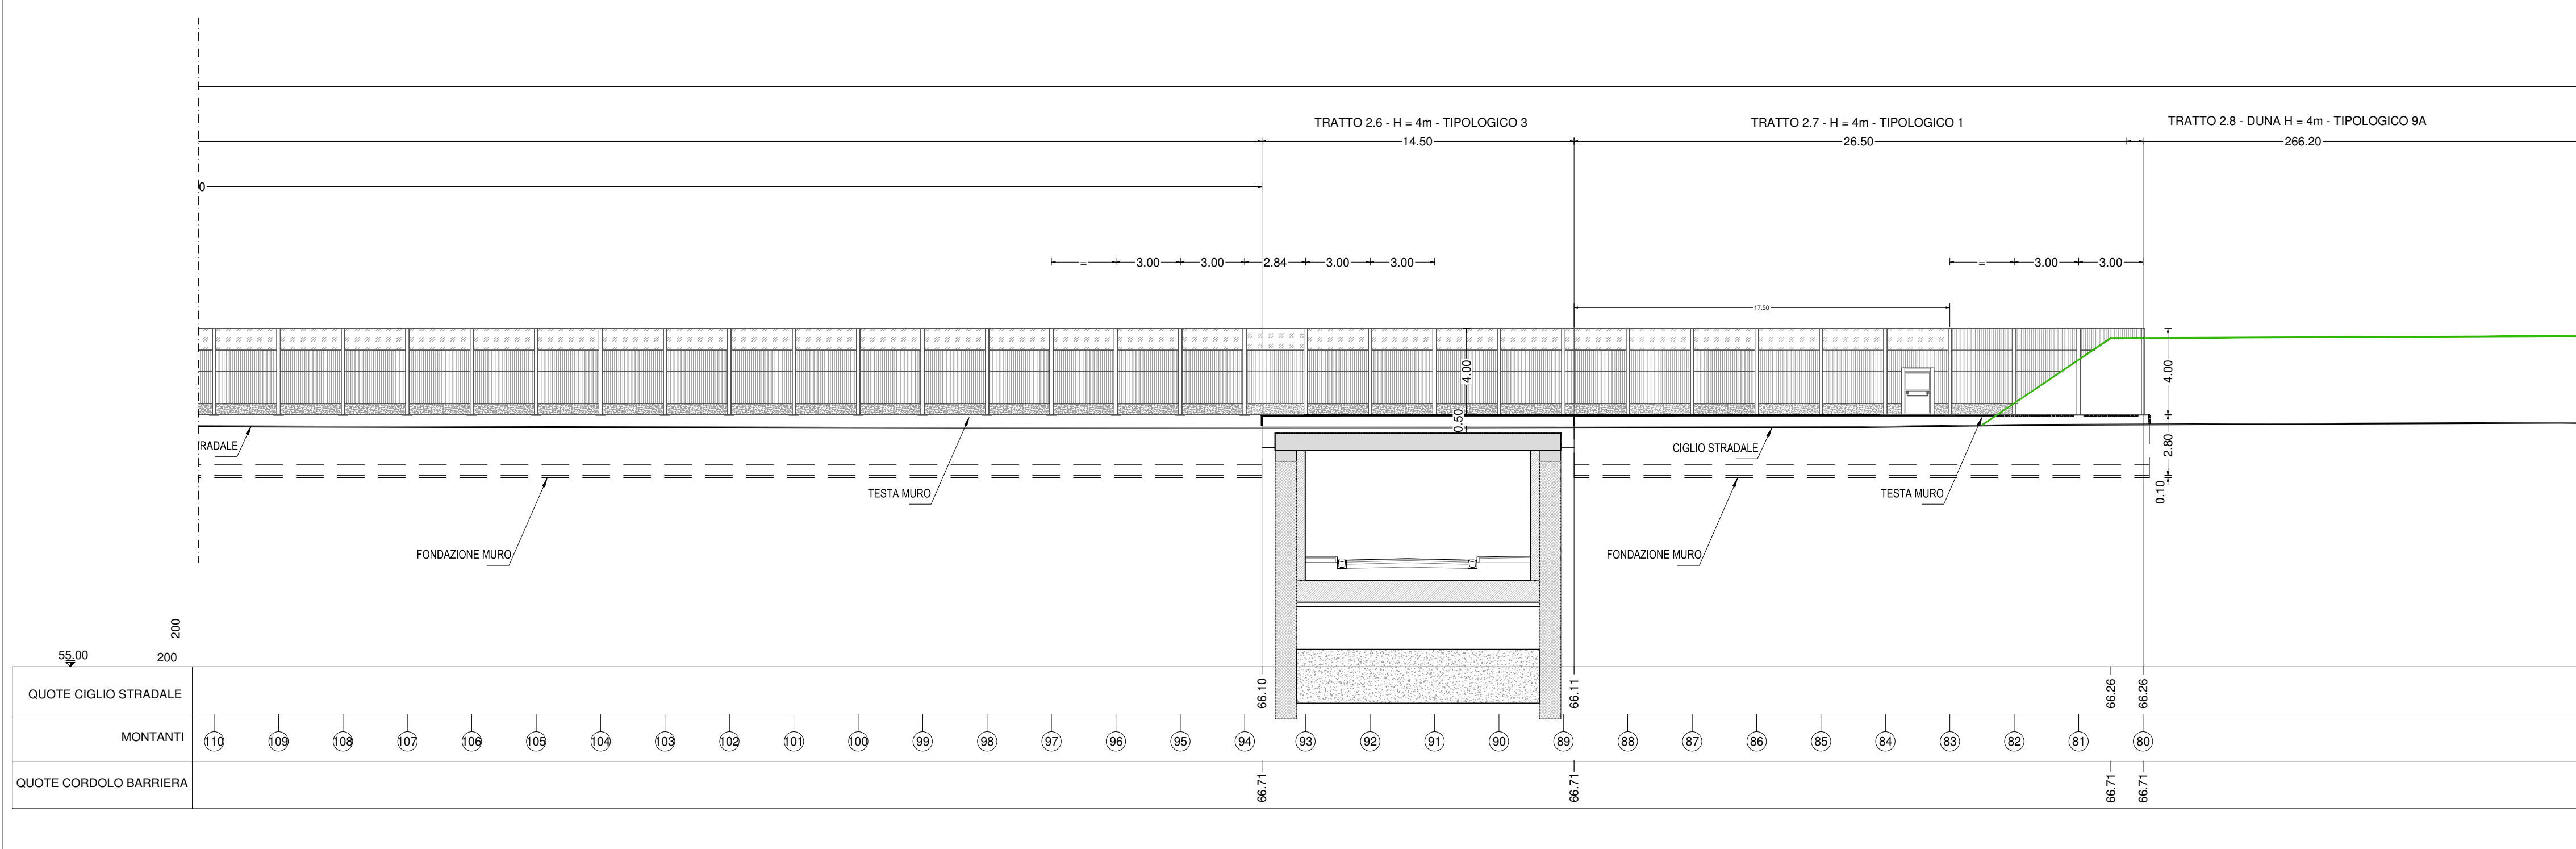 TRATTO 2.6 - H = 4m - TIPOLOGICO 3
TRATTO 2.7 - H = 4m - TIPOLOGICO 1
TRATTO 2.8 - DUNA H = 4m - TIPOLOGICO 9A
14.50
26.50
266.20
0
= 3.00 3.00 2.84 3.00 3.00
= 3.00 3.00
17.50
4.00
0.50
4.00
2.80
0.10
RADALE
TESTA MURO
FONDAZIONE MURO
CIGLIO STRADALE
TESTA MURO
FONDAZIONE MURO
200
55.00
200
QUOTE CIGLIO STRADALE
66.10 66.11 66.26 66.26
MONTANTI
110 109 108 107 106 105 104 103 102 101 100 99 98 97 96 95 94 93 92 91 90 89 88 87 86 85 84 83 82 81 80
QUOTE CORDOLO BARRIERA
66.71 66.71 66.71 66.71